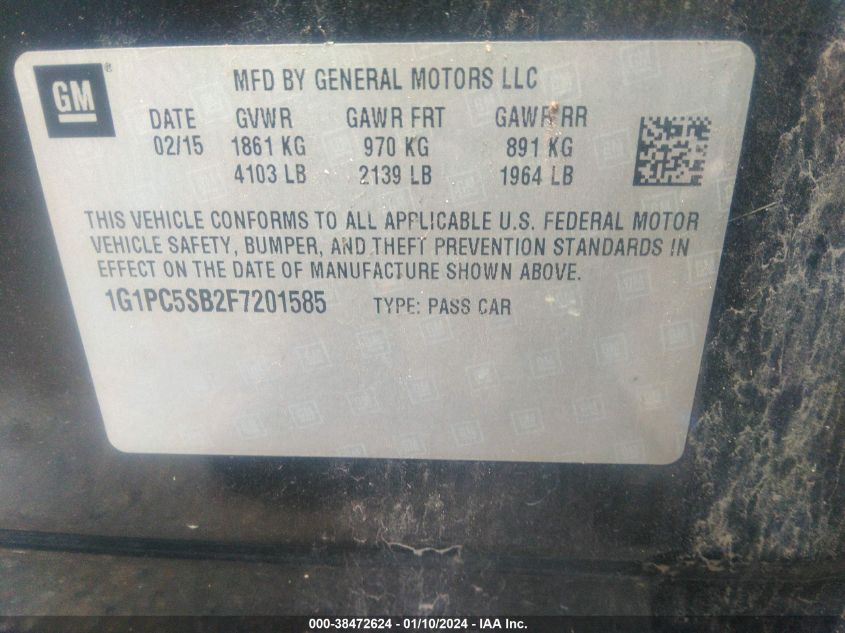 GM ®
MFD BY GENERAL MOTORS LLC
DATE GVWR GAWR FRT GAWR RR
02/15 1861 KG 970 KG 891 KG
4103 LB 2139 LB 1964 LB
THIS VEHICLE CONFORMS TO ALL APPLICABLE U.S. FEDERAL MOTOR
VEHICLE SAFETY, BUMPER, AND THEFT PREVENTION STANDARDS IN
EFFECT ON THE DATE OF MANUFACTURE SHOWN ABOVE.
1G1PC5SB2F7201585 TYPE: PASS CAR
000-38472624 - 01/10/2024 - IAA Inc.